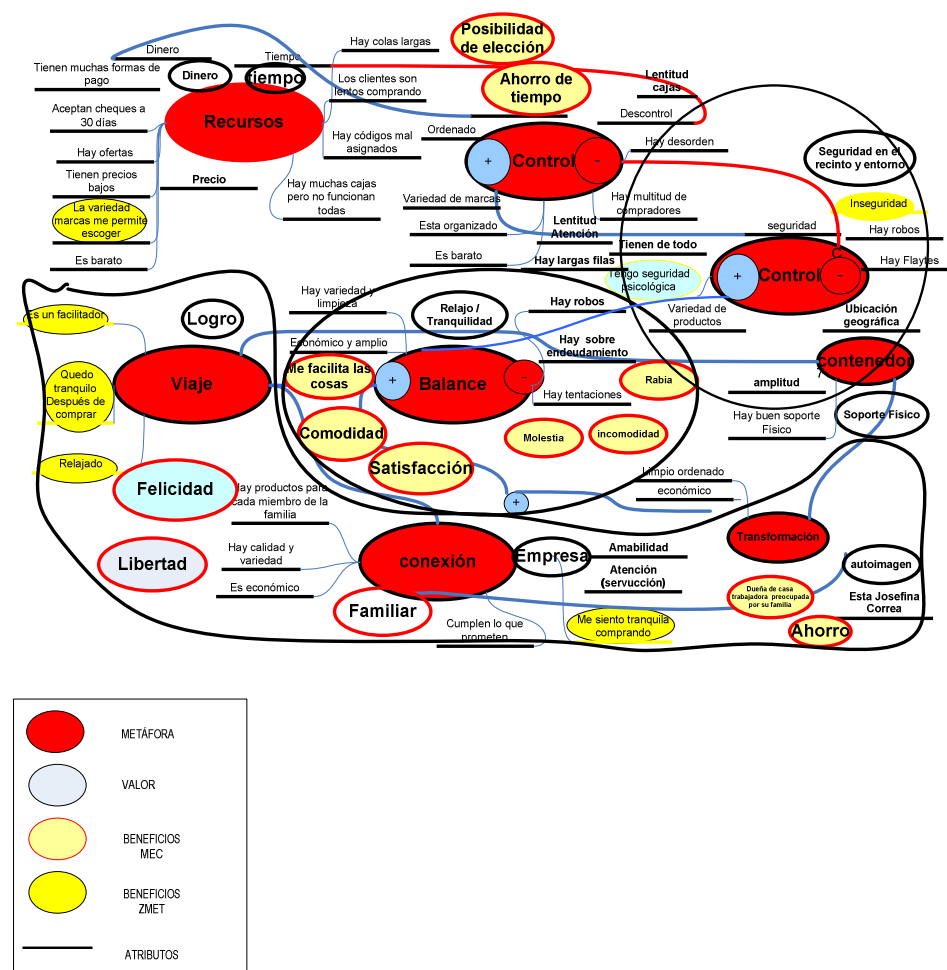 Posibilidad
de elección
Hay colas largas
Dinero
Tiempo
Tienen muchas formas de
pago
Dinero
tiempo
Los clientes son
lentos comprando
Ahorro de
tiempo
Lentitud
cajas
Descontrol
Aceptan cheques a
30 días
Recursos
Hay códigos mal
asignados
Ordenado
+
Control
-
Hay desorden
Seguridad en el
recinto y entorno
Hay ofertas
Tienen precios
bajos
Precio
Hay muchas cajas
pero no funcionan
todas
Variedad de marcas
Hay multitud de
compradores
Inseguridad
La variedad
marcas me permite
escoger
Esta organizado
Lentitud
Atención
Tienen de todo
seguridad
Hay robos
Es barato
Es barato
Hay largas filas
Tengo seguridad
psicológica
+
Control
-
Hay Flaytes
Es un facilitador
Logro
Hay variedad y
limpieza
Relajo /
Tranquilidad
Hay robos
Variedad de
productos
Ubicación
geográfica
Económico y amplio
Hay sobre
endeudamiento
contenedor
Quedo
tranquilo
Después de
comprar
Viaje
Me facilita las
cosas
+
Balance
-
Hay tentaciones
Rabia
amplitud
Hay buen soporte
Físico
Soporte Fisico
Comodidad
Molestia
incomodidad
Relajado
Satisfacción
Felicidad
Hay productos para
cada miembro de la
familia
+
Limpio ordenado
económico
Transformación
Hay calidad y
variedad
conexión
Empresa
Amabilidad
Libertad
Atención
(servucción)
autoimagen
Es económico
Familiar
Dueña de casa
trabajadora preocupada
por su familia
Esta Josefina
Correa
Cumplen lo que
prometen
Me siento tranquila
comprando
Ahorro
METÁFORA
VALOR
BENEFICIOS
MEC
BENEFICIOS
ZMET
ATRIBUTOS